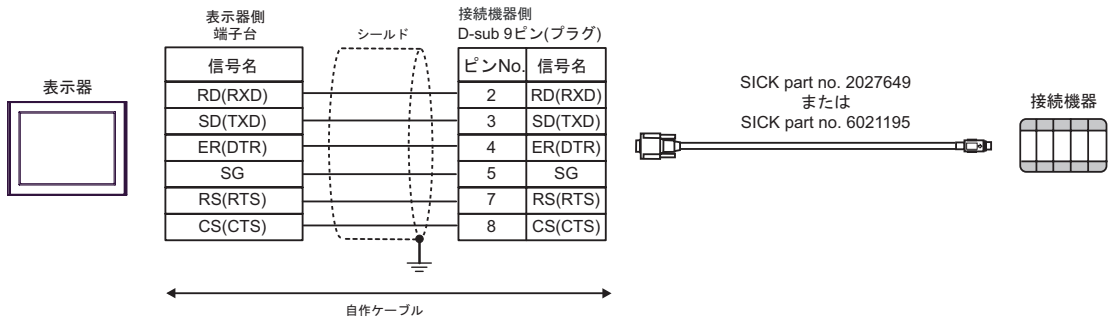 表示器
表示器側
端子台
シールド
接続機器側
D-sub 9ピン(プラグ)
信号名
ピンNo. 信号名
RD(RXD) 2 RD(RXD)
SD(TXD) 3 SD(TXD)
ER(DTR) 4 ER(DTR)
SG 5 SG
RS(RTS) 7 RS(RTS)
CS(CTS) 8 CS(CTS)
自作ケーブル
SICK part no. 2027649
または
SICK part no. 6021195
接続機器